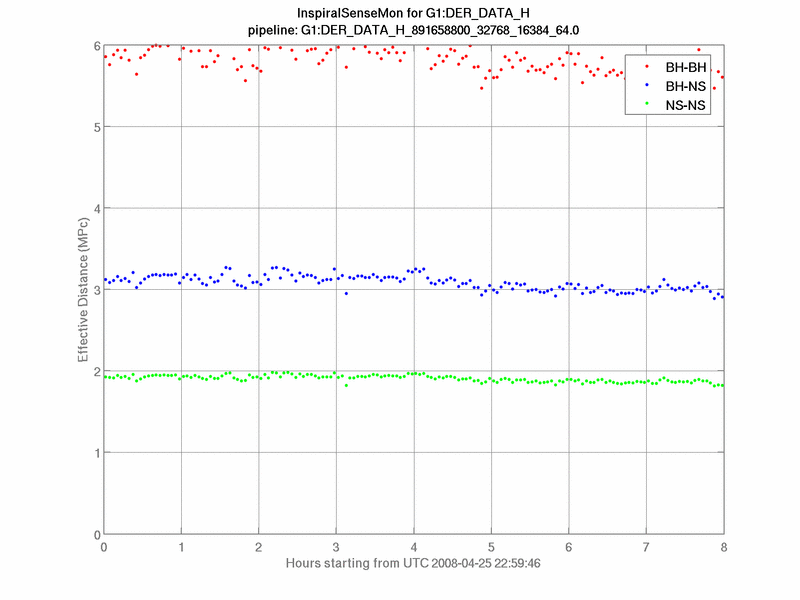 InspiralSenseMon for G1:DER_DATA_H
pipeline: G1:DER_DATA_H_891658800_32768_16384_64.0
6
5
4
3
2
1
0
Effective Distance (MPc)
BH-BH
BH-NS
NS-NS
0 1 2 3 4 5 6 7 8
Hours starting from UTC 2008-04-25 22:59:46